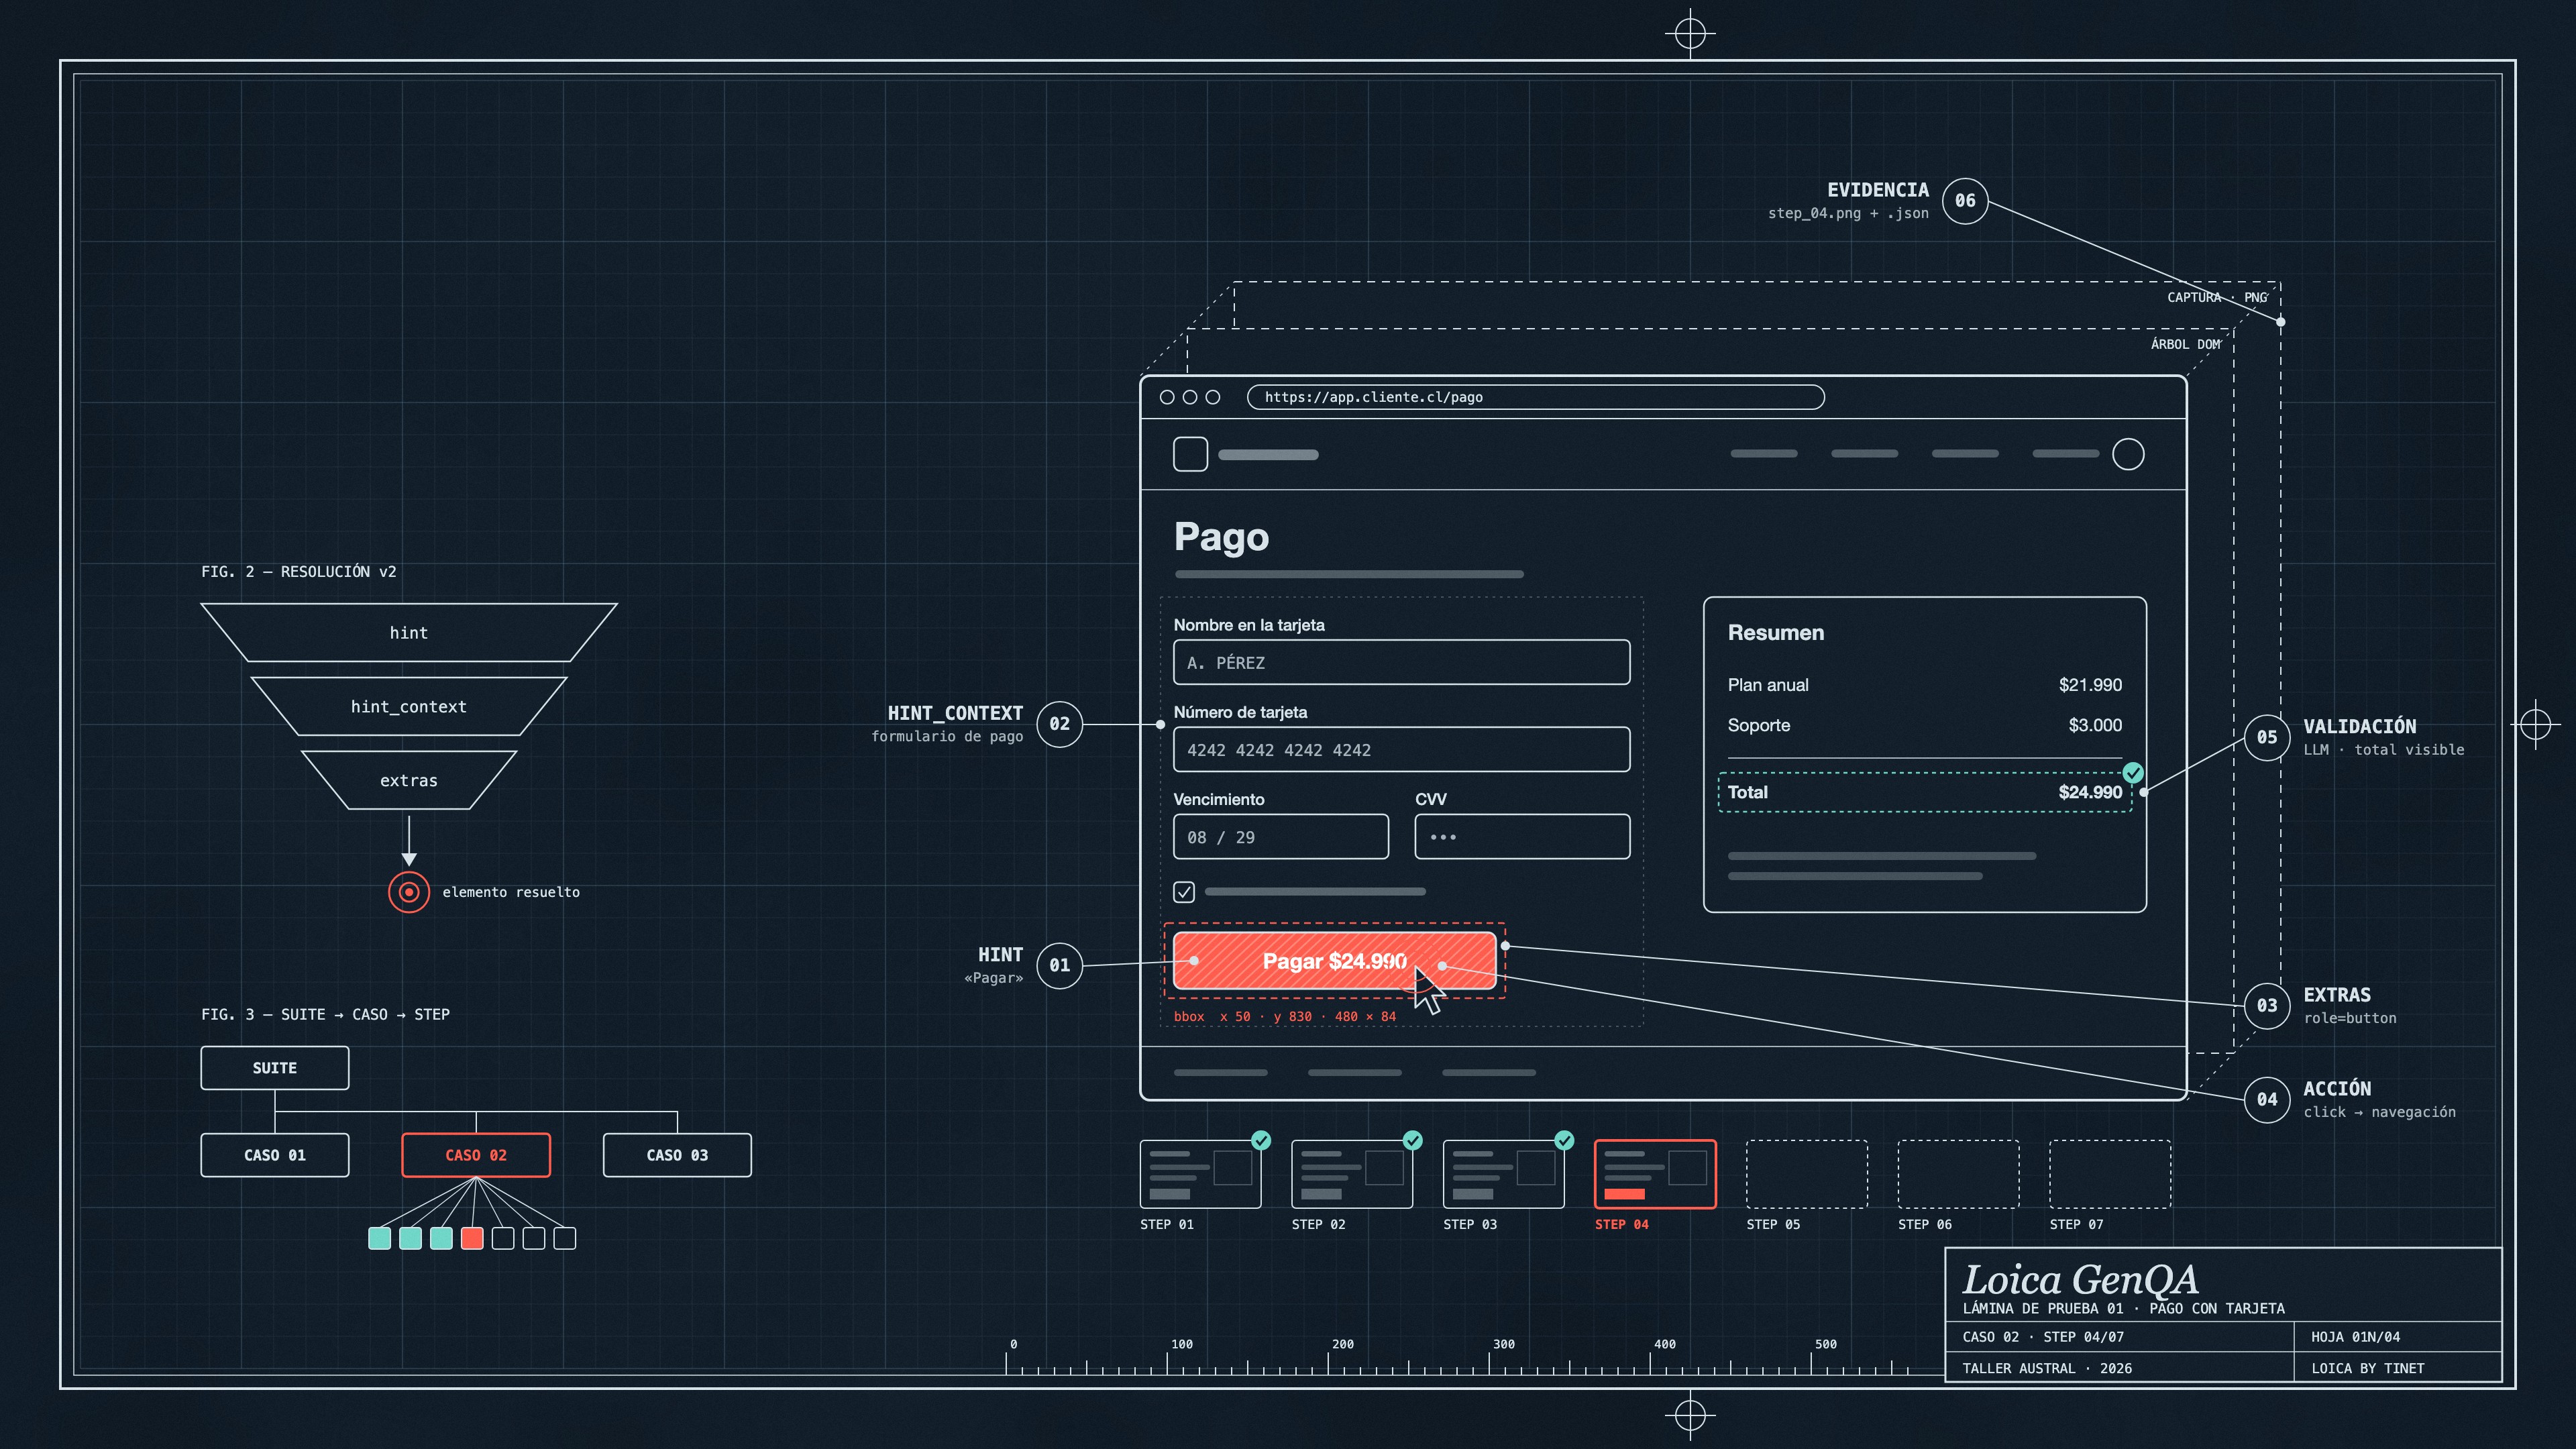 EVIDENCIA
step_04.png + .json
06
CAPTURA · PNG
ÁRBOL DOM
https://app.cliente.cl/pago
Pago
Nombre en la tarjeta
A. PÉREZ
Número de tarjeta
4242 4242 4242 4242
Vencimiento
CVV
08 / 29
•••
Pagar $24.990
bbox x 50 · y 830 · 480 × 84
Resumen
Plan anual $21.990
Soporte $3.000
Total $24.990
HINT_CONTEXT
formulario de pago
02
HINT
«Pagar»
01
05
VALIDACIÓN
LLM · total visible
03
EXTRAS
role=button
04
ACCIÓN
click → navegación
FIG. 2 — RESOLUCIÓN v2
hint
hint_context
extras
elemento resuelto
FIG. 3 — SUITE → CASO → STEP
SUITE
CASO 01
CASO 02
CASO 03
STEP 01
STEP 02
STEP 03
STEP 04
STEP 05
STEP 06
STEP 07
0 100 200 300 400 500
Loica GenQA
LÁMINA DE PRUEBA 01 · PAGO CON TARJETA
CASO 02 · STEP 04/07
HOJA 01N/04
TALLER AUSTRAL · 2026
LOICA BY TINET